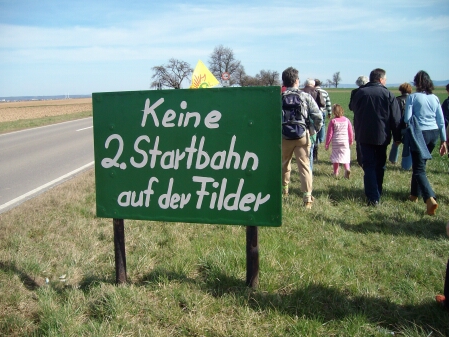 Keine
2. Startbahn
auf der Filder